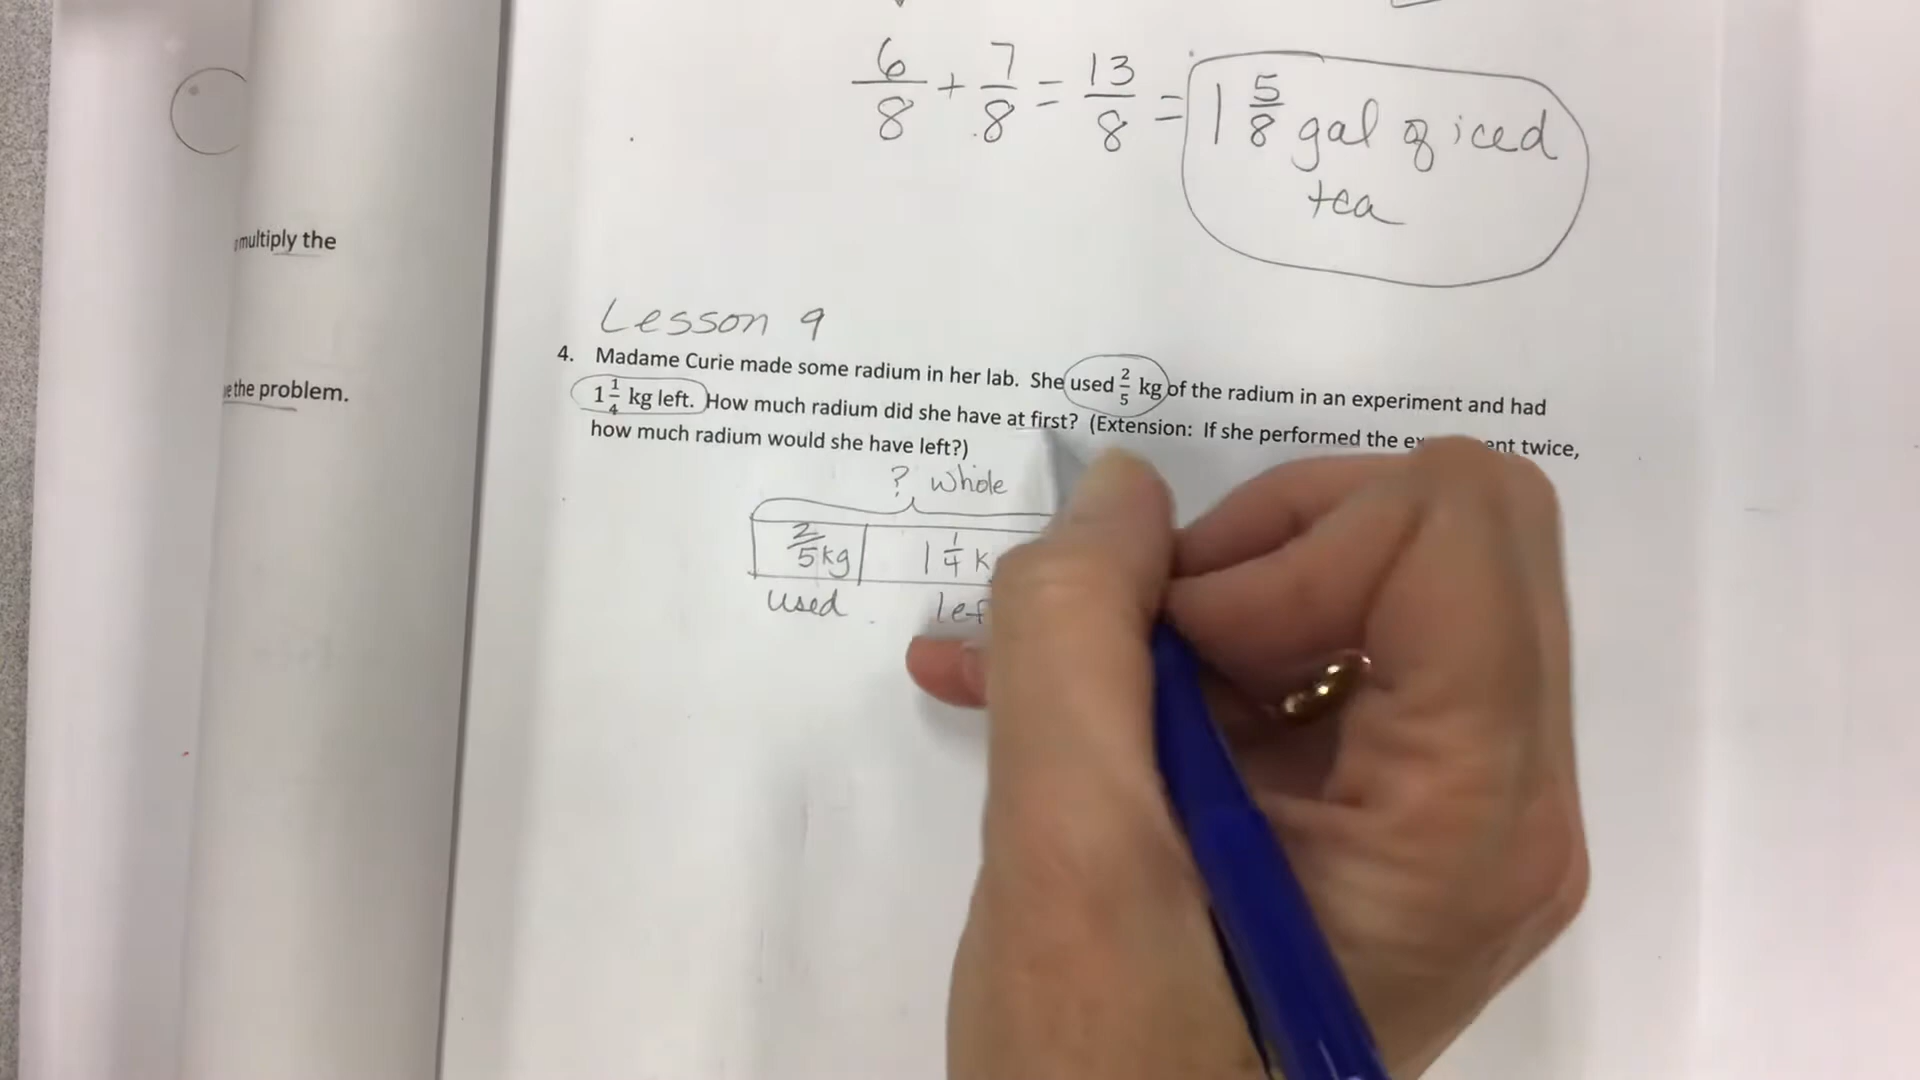 6/8 + 7/8 = 13/8 = 1 5/8 gal of iced
tea
multiply the
Lesson 9
4. Madame Curie made some radium in her lab. She used 2/5 kg of the radium in an experiment and had
the problem.
1 1/4 kg left. How much radium did she have at first? (Extension: If she performed the twice,
how much radium would she have left?)
? whole
2/5 kg 1 1/4 k
used